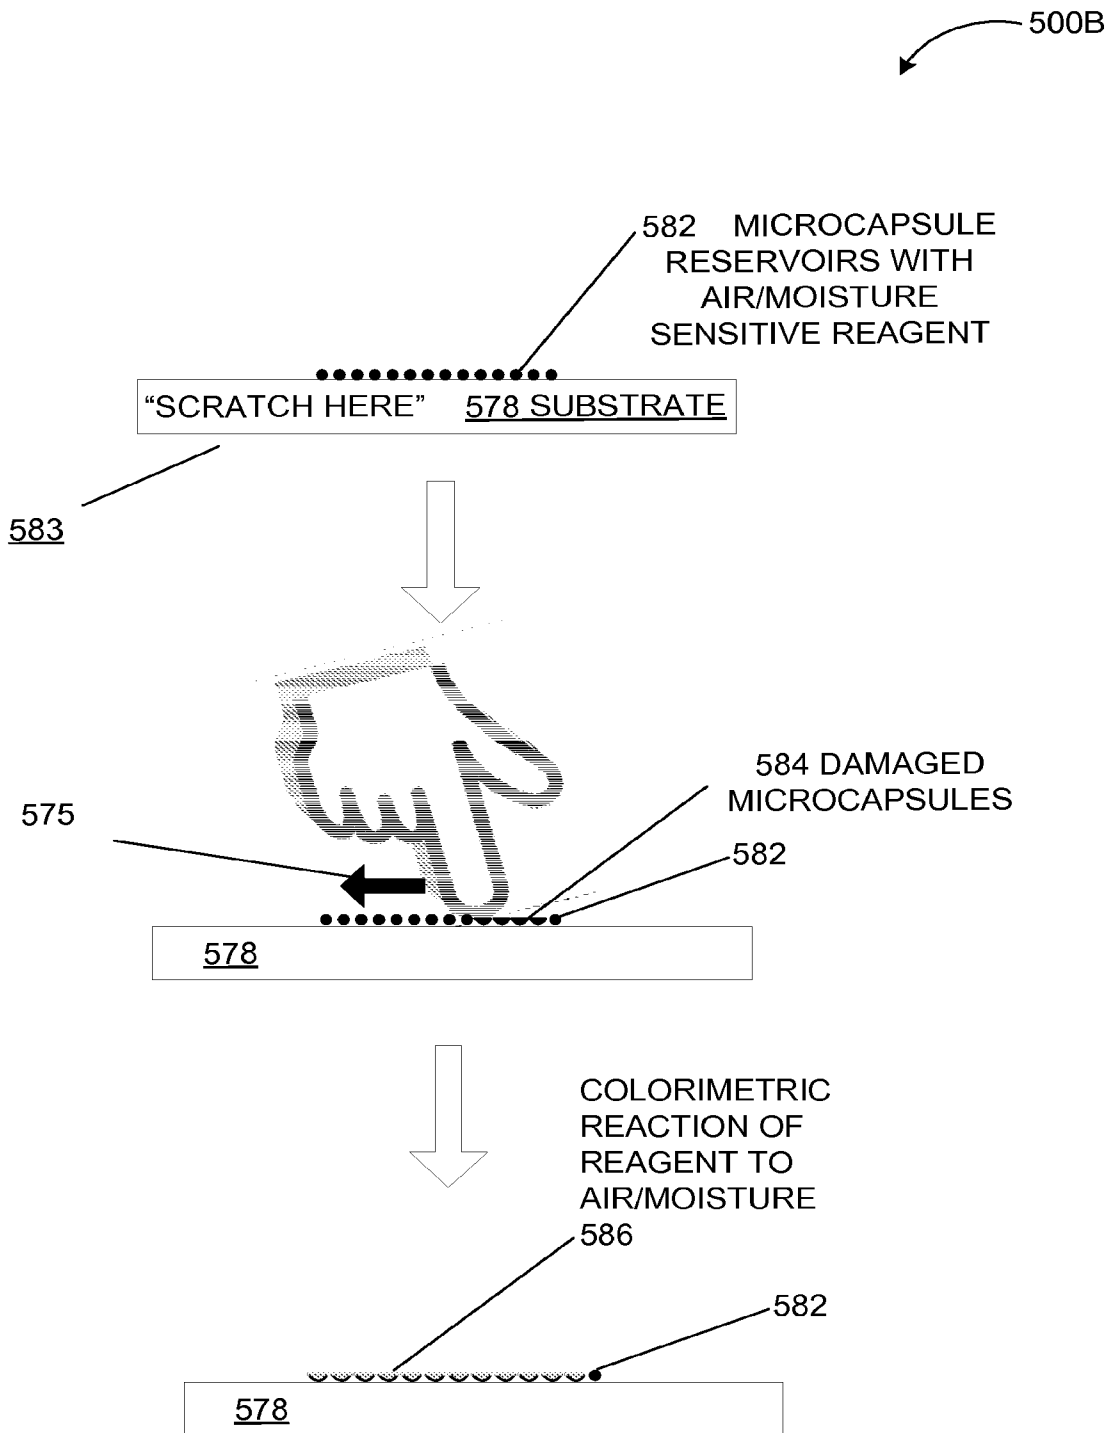 500B
582 MICROCAPSULE
RESERVOIRS WITH
AIR/MOISTURE
SENSITIVE REAGENT
“SCRATCH HERE” 578 SUBSTRATE
583
584 DAMAGED
MICROCAPSULES
575
582
578
COLORIMETRIC
REACTION OF
REAGENT TO
AIR/MOISTURE
586
582
578